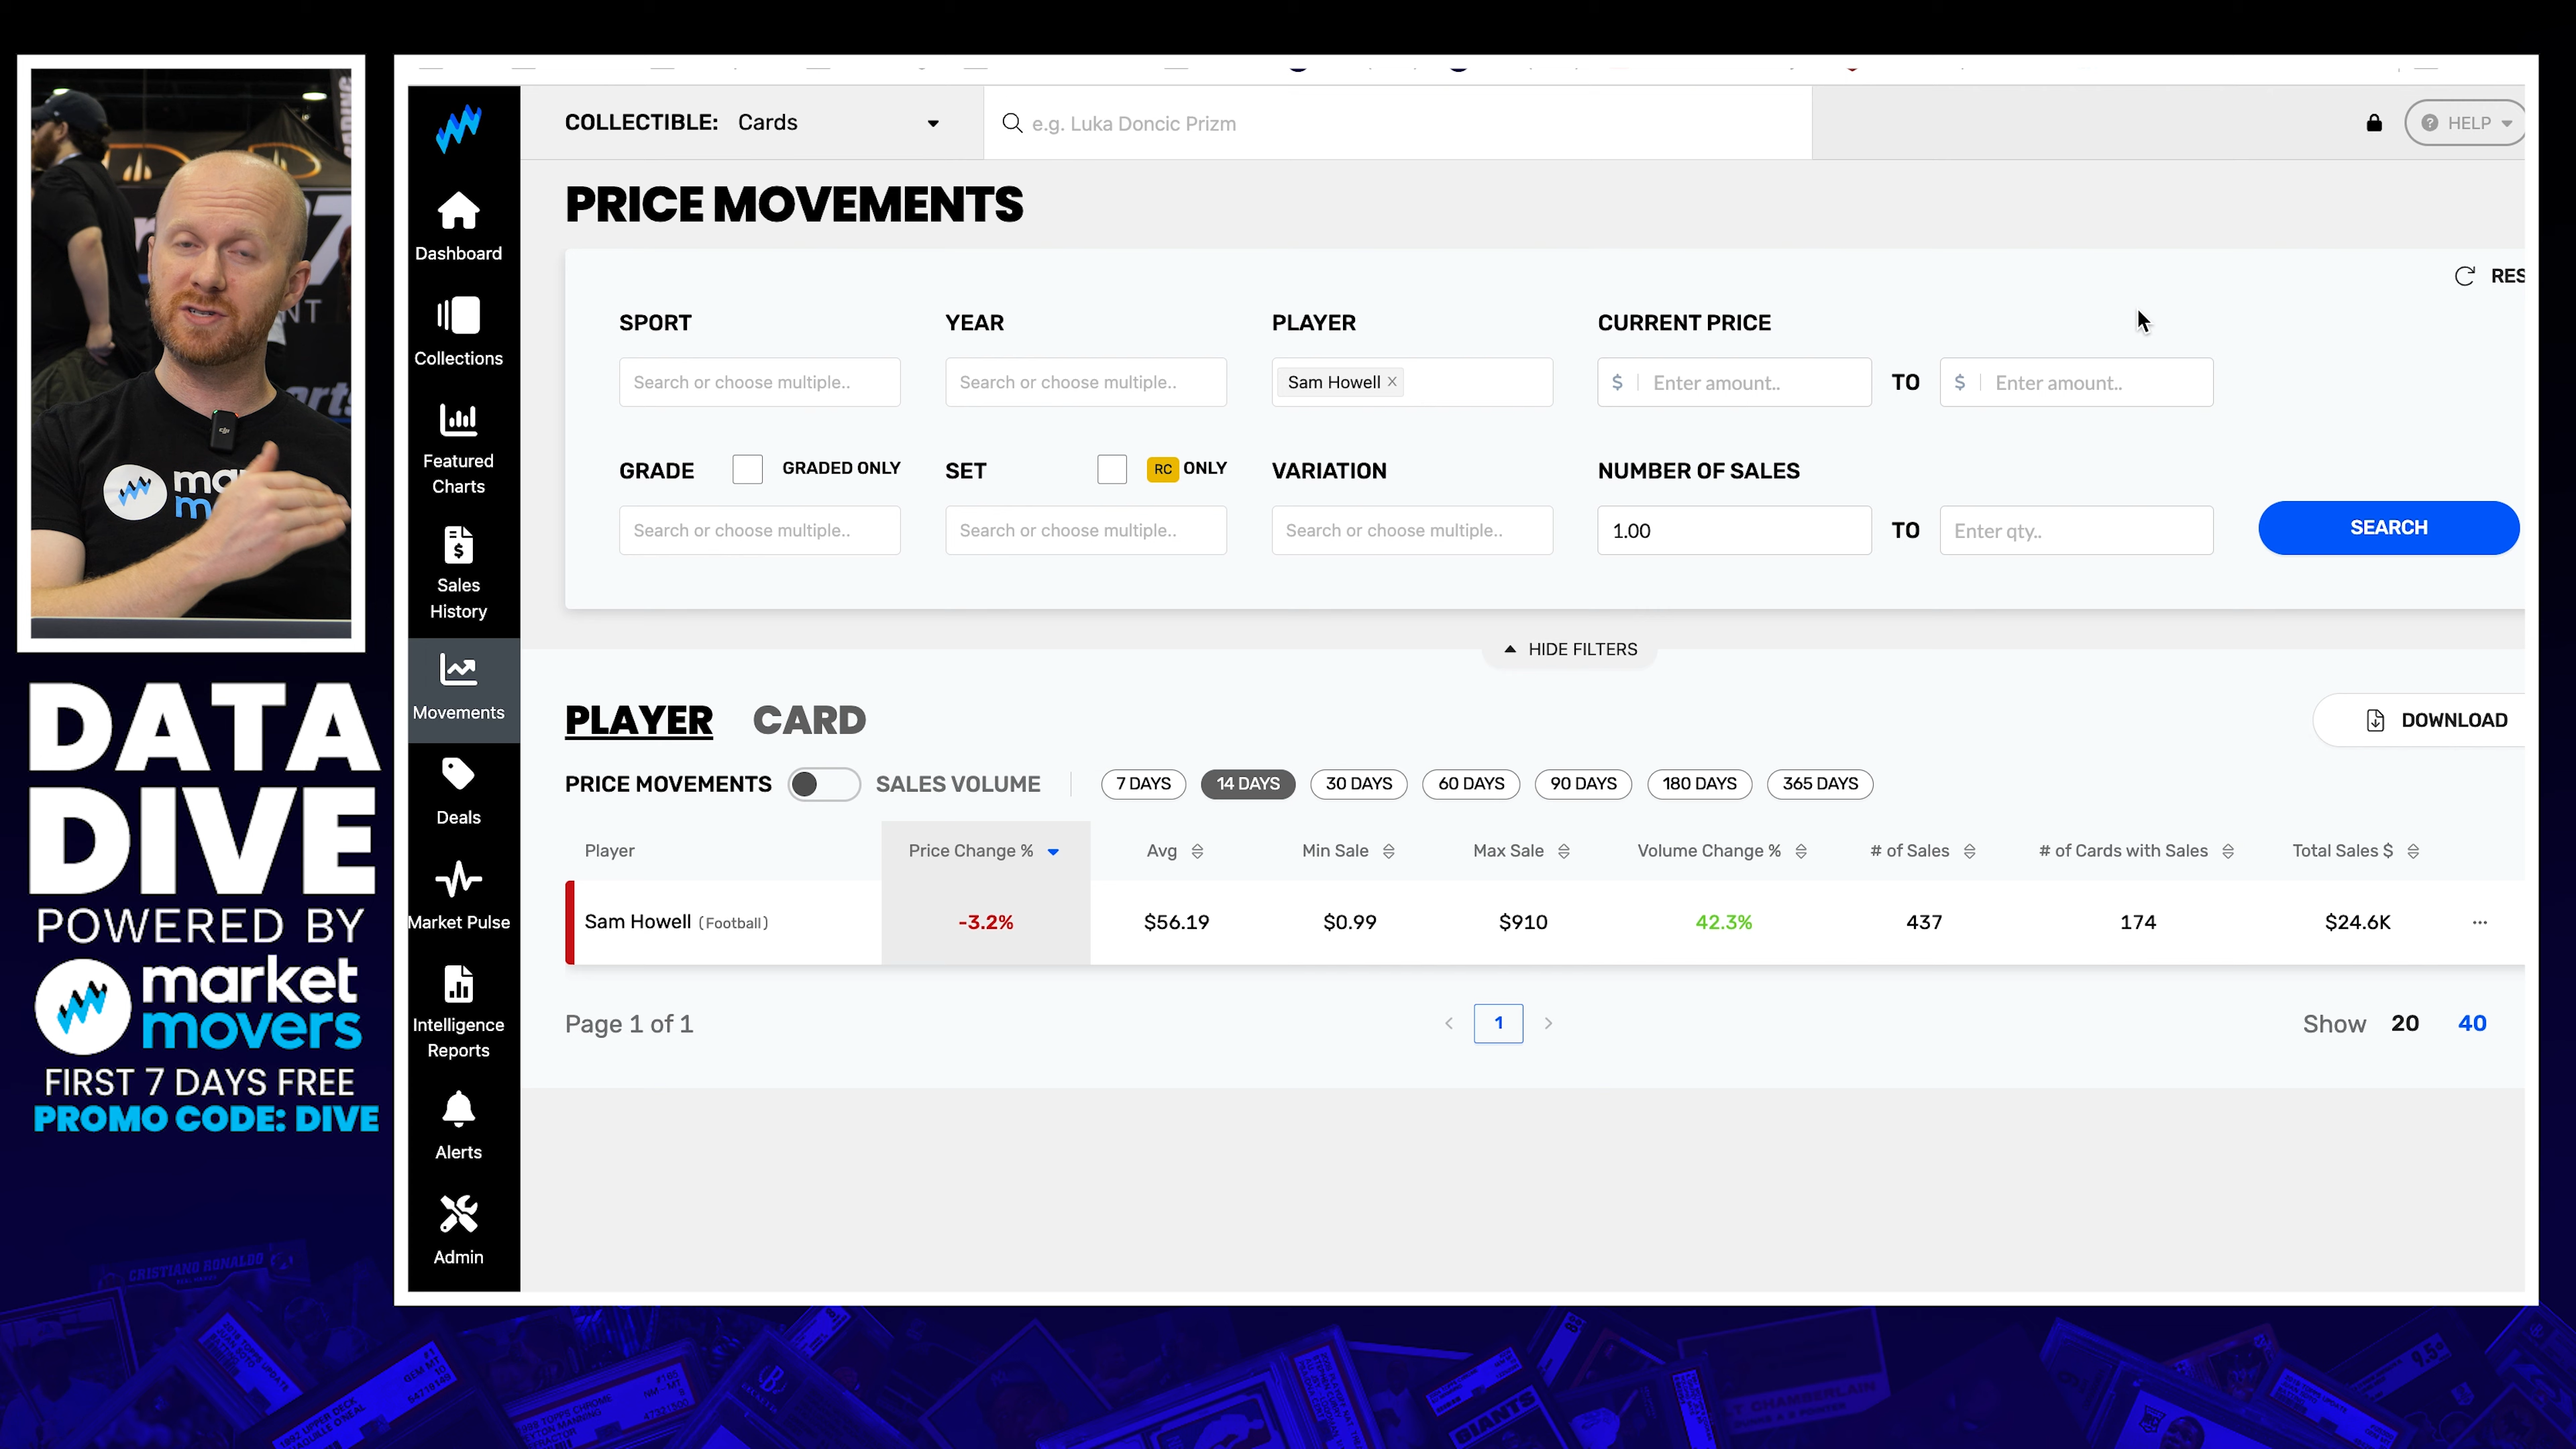 COLLECTIBLE: Cards
e.g. Luka Doncic Prizm
HELP
PRICE MOVEMENTS
RES
SPORT
YEAR
PLAYER
CURRENT PRICE
Search or choose multiple..
Search or choose multiple..
Sam Howell ×
$ Enter amount..
TO
$ Enter amount..
GRADE
GRADED ONLY
SET
RC ONLY
VARIATION
NUMBER OF SALES
Search or choose multiple..
Search or choose multiple..
Search or choose multiple..
1.00
TO
Enter qty..
SEARCH
HIDE FILTERS
PLAYER CARD
DOWNLOAD
PRICE MOVEMENTS
SALES VOLUME
7 DAYS 14 DAYS 30 DAYS 60 DAYS 90 DAYS 180 DAYS 365 DAYS
Player Price Change % Avg Min Sale Max Sale Volume Change % # of Sales # of Cards with Sales Total Sales $
Sam Howell (Football) -3.2% $56.19 $0.99 $910 42.3% 437 174 $24.6K ...
Page 1 of 1
1
Show 20 40
Dashboard
Collections
Featured
Charts
Sales
History
Movements
Deals
Market Pulse
Intelligence
Reports
Alerts
Admin
DATA
DIVE
POWERED BY
market
movers
FIRST 7 DAYS FREE
PROMO CODE: DIVE
CRISTIANO RONALDO
GIANTS